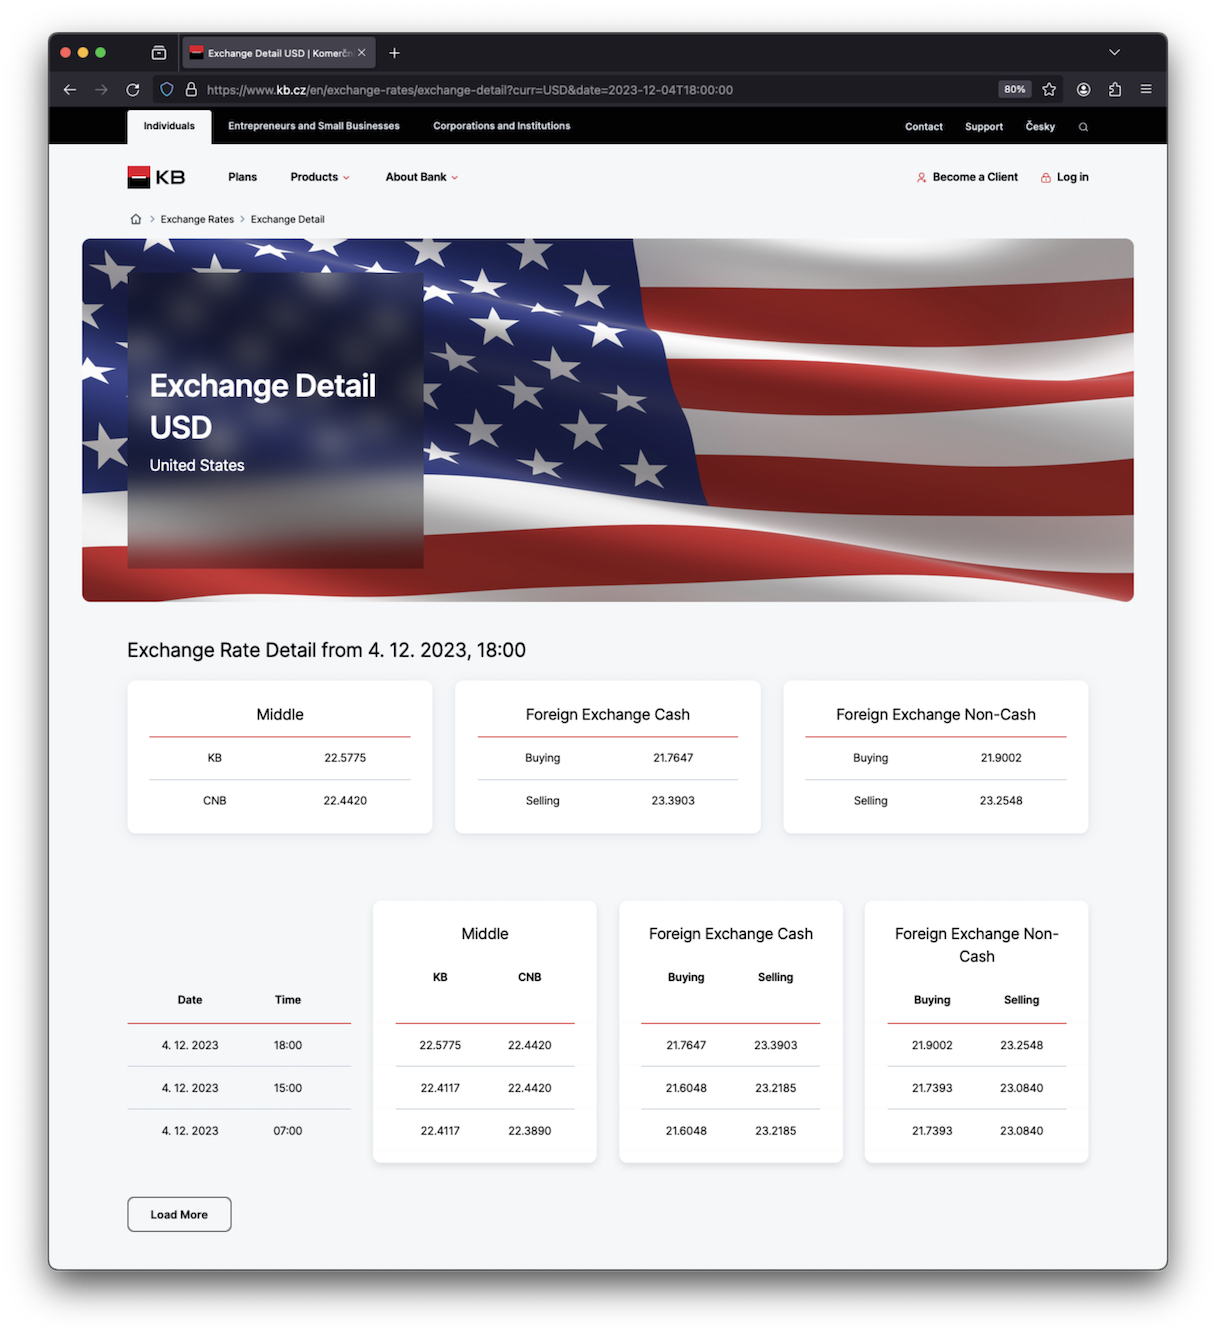 Exchange Detail USD | Komerčn
https://www.kb.cz/en/exchange-rates/exchange-detail?curr=USD&date=2023-12-04T18:00:00
80%
Individuals
Entrepreneurs and Small Businesses
Corporations and Institutions
Contact
Support
Česky
KB
Plans
Products
About Bank
Become a Client
Log in
Exchange Rates
Exchange Detail
Exchange Detail
USD
United States
Exchange Rate Detail from 4. 12. 2023, 18:00
Middle
KB 22.5775
CNB 22.4420
Foreign Exchange Cash
Buying 21.7647
Selling 23.3903
Foreign Exchange Non-Cash
Buying 21.9002
Selling 23.2548
Middle
Foreign Exchange Cash
Foreign Exchange Non-
Cash
Date Time KB CNB Buying Selling Buying Selling
4. 12. 2023 18:00 22.5775 22.4420 21.7647 23.3903 21.9002 23.2548
4. 12. 2023 15:00 22.4117 22.4420 21.6048 23.2185 21.7393 23.0840
4. 12. 2023 07:00 22.4117 22.3890 21.6048 23.2185 21.7393 23.0840
Load More